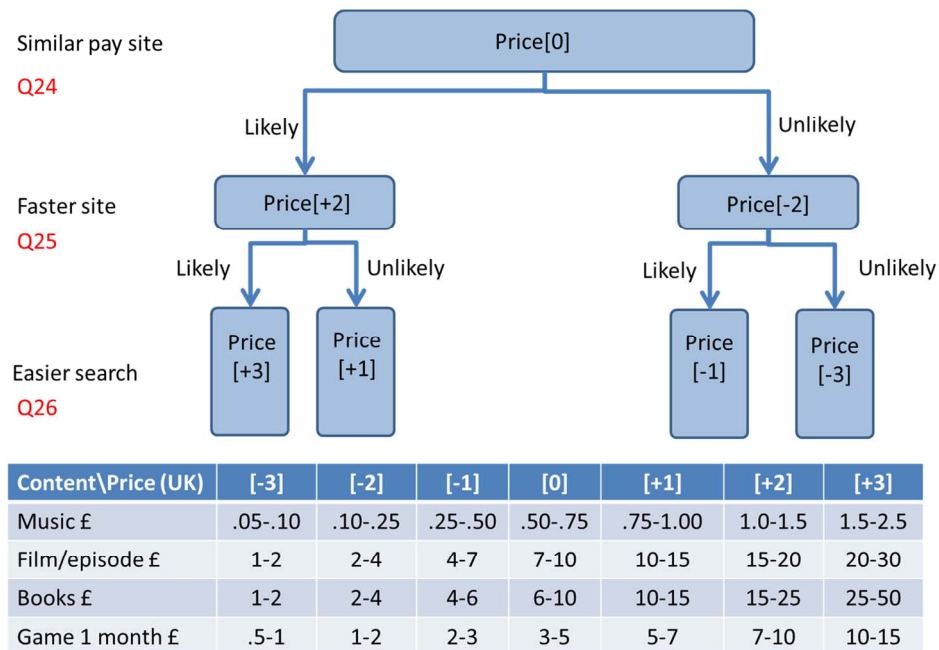 Similar pay site
Q24
Price[0]
Likely
Unlikely
Faster site
Q25
Price[+2]
Price[-2]
Likely
Unlikely
Likely
Unlikely
Easier search
Q26
Price
[+3]
Price
[+1]
Price
[-1]
Price
[-3]
Content\Price (UK) [-3] [-2] [-1] [0] [+1] [+2] [+3]
Music £ .05-.10 .10-.25 .25-.50 .50-.75 .75-1.00 1.0-1.5 1.5-2.5
Film/episode £ 1-2 2-4 4-7 7-10 10-15 15-20 20-30
Books £ 1-2 2-4 4-6 6-10 10-15 15-25 25-50
Game 1 month £ .5-1 1-2 2-3 3-5 5-7 7-10 10-15